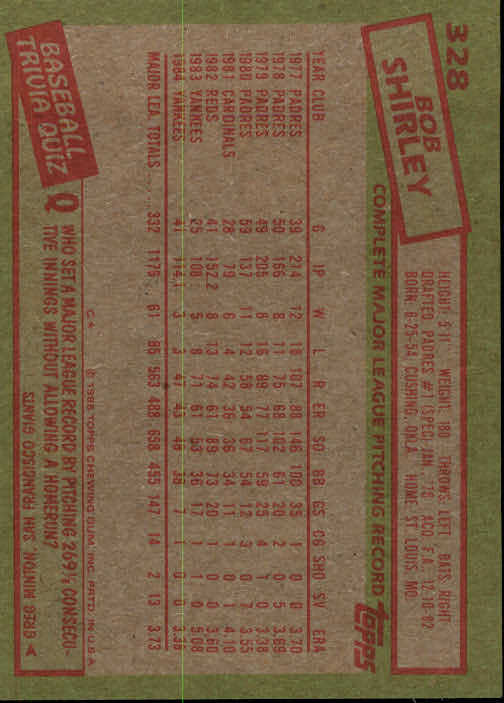 328
BOB
SHIRLEY
HEIGHT: 5'11" WEIGHT: 180 THROWS: LEFT BATS: RIGHT
DRAFTED: PADRES #1 (SPEC)-JAN. '76 ACQ: F.A., 12-10-82
BORN: 6-25-54, CUSHING, OKLA. HOME: ST. LOUIS, MO.
COMPLETE MAJOR LEAGUE PITCHING RECORD topps
YEAR CLUB G IP W L R ER SO BB GS CG SHO SV ERA
1977 PADRES 39 214 12 18 107 88 146 100 35 1 0 0 3.70
1978 PADRES 50 166 8 11 75 68 102 61 20 2 0 5 3.69
1979 PADRES 49 205 8 16 89 77 117 59 25 4 1 0 3.38
1980 PADRES 59 137 11 12 58 54 67 54 12 3 0 7 3.55
1981 CARDINALS 28 79 6 4 42 36 36 34 11 1 0 1 4.10
1982 REDS 41 152.2 8 13 74 61 89 73 20 1 0 0 3.60
1983 YANKEES 25 108 5 8 71 61 53 36 17 1 1 0 5.08
1984 YANKEES 41 114.1 3 3 47 43 48 38 7 1 0 0 3.38
MAJOR LEA. TOTALS 332 1176 61 85 563 488 658 455 147 14 2 13 3.73
C* © 1985 TOPPS CHEWING GUM, INC. PRTD. IN U.S.A.
BASEBALL
TRIVIA QUIZ
Q WHO SET A MAJOR LEAGUE RECORD BY PITCHING 269⅓ CONSECU-
TIVE INNINGS WITHOUT ALLOWING A HOMERUN?
GREG MINTON, SAN FRANCISCO GIANTS